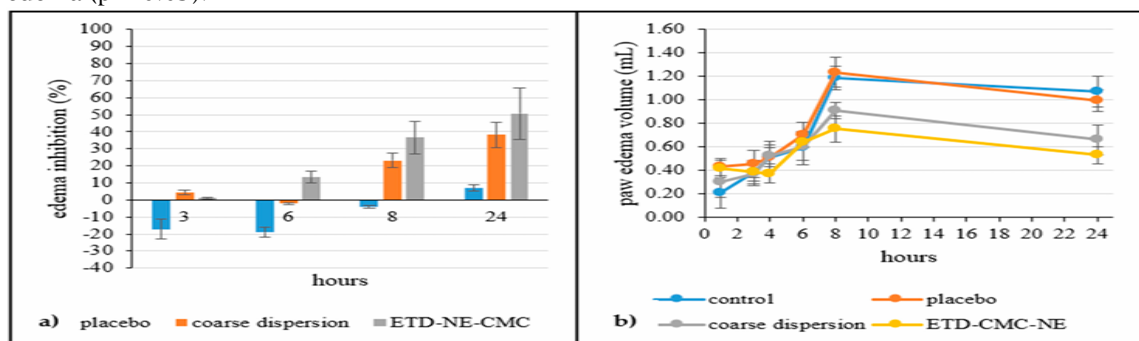 100
90
80
70
60
50
40
30
20
10
0
-10
-20
-30
-40
edema inhibition (%)
3 6 8 24
hours
a) placebo coarse dispersion ETD-NE-CMC
1.60
1.40
1.20
1.00
0.80
0.60
0.40
0.20
0.00
paw edema volume (mL)
0 2 4 6 8 10 12 14 16 18 20 22 24
hours
control placebo
b) coarse dispersion ETD-CMC-NE